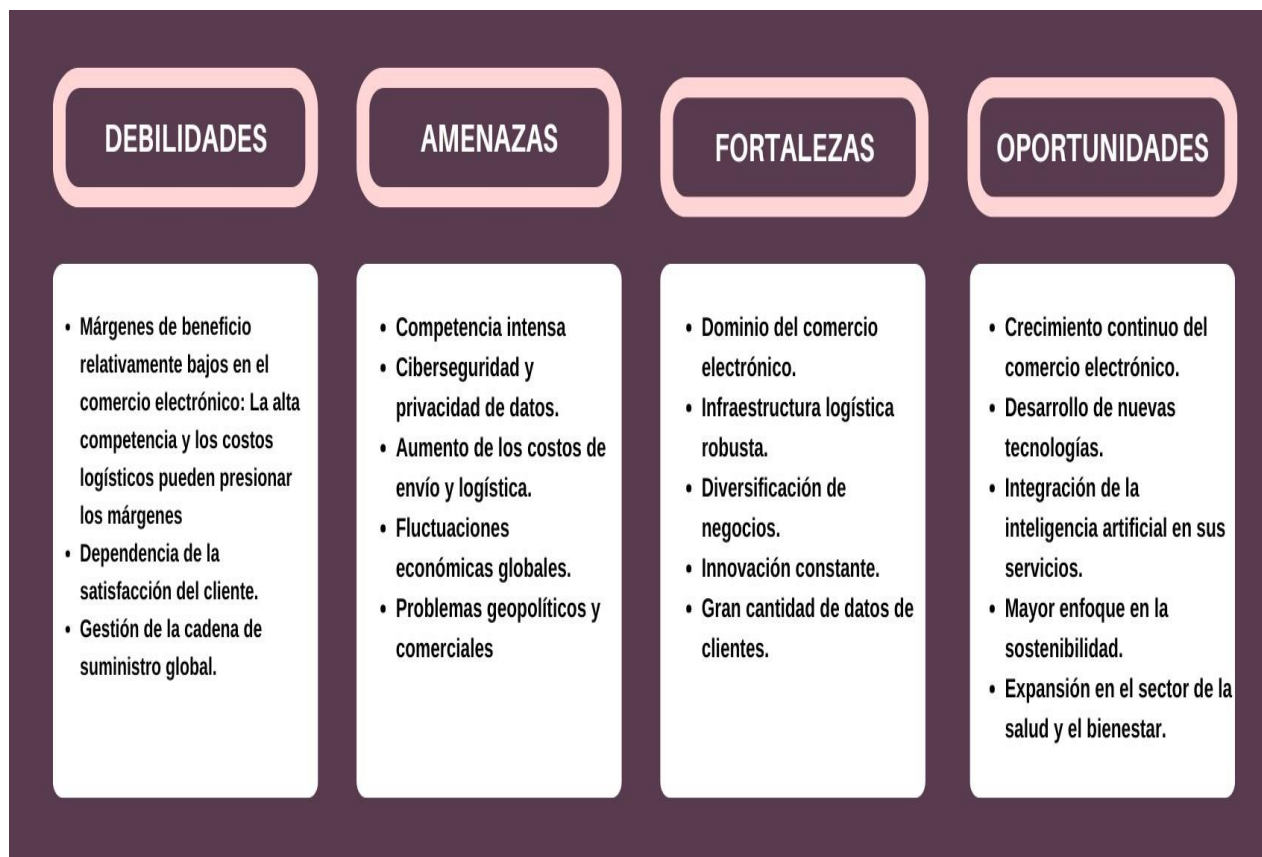 DEBILIDADES
AMENAZAS
FORTALEZAS
OPORTUNIDADES
• Márgenes de beneficio
relativamente bajos en el
comercio electrónico: La alta
competencia y los costos
logísticos pueden presionar
los márgenes
• Dependencia de la
satisfacción del cliente.
• Gestión de la cadena de
suministro global.
• Competencia intensa
• Ciberseguridad y
privacidad de datos.
• Aumento de los costos de
envío y logística.
• Fluctuaciones
económicas globales.
• Problemas geopolíticos y
comerciales
• Dominio del comercio
electrónico.
• Infraestructura logística
robusta.
• Diversificación de
negocios.
• Innovación constante.
• Gran cantidad de datos de
clientes.
• Crecimiento continuo del
comercio electrónico.
• Desarrollo de nuevas
tecnologías.
• Integración de la
inteligencia artificial en sus
servicios.
• Mayor enfoque en la
sostenibilidad.
• Expansión en el sector de la
salud y el bienestar.